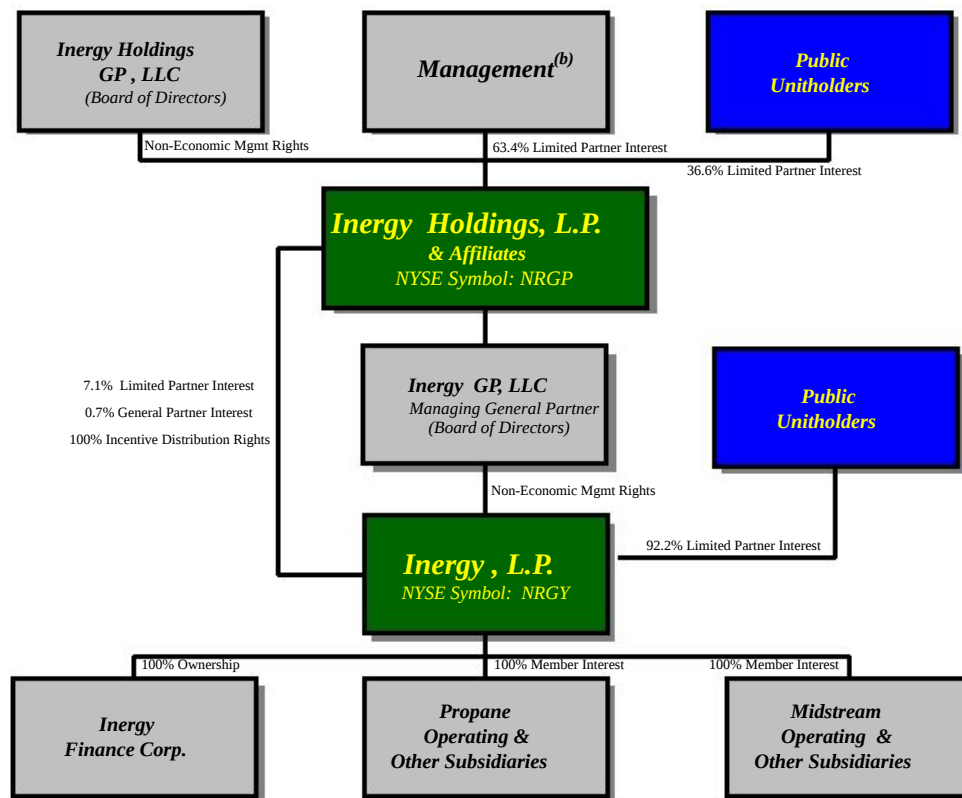 Inergy Holdings
GP , LLC
(Board of Directors)
Management(b)
Public
Unitholders
Non-Economic Mgmt Rights
63.4% Limited Partner Interest
36.6% Limited Partner Interest
Inergy Holdings, L.P.
& Affiliates
NYSE Symbol: NRGP
7.1% Limited Partner Interest
0.7% General Partner Interest
100% Incentive Distribution Rights
Inergy GP, LLC
Managing General Partner
(Board of Directors)
Public
Unitholders
Non-Economic Mgmt Rights
92.2% Limited Partner Interest
Inergy , L.P.
NYSE Symbol: NRGY
100% Ownership
100% Member Interest
100% Member Interest
Inergy
Finance Corp.
Propane
Operating &
Other Subsidiaries
Midstream
Operating &
Other Subsidiaries